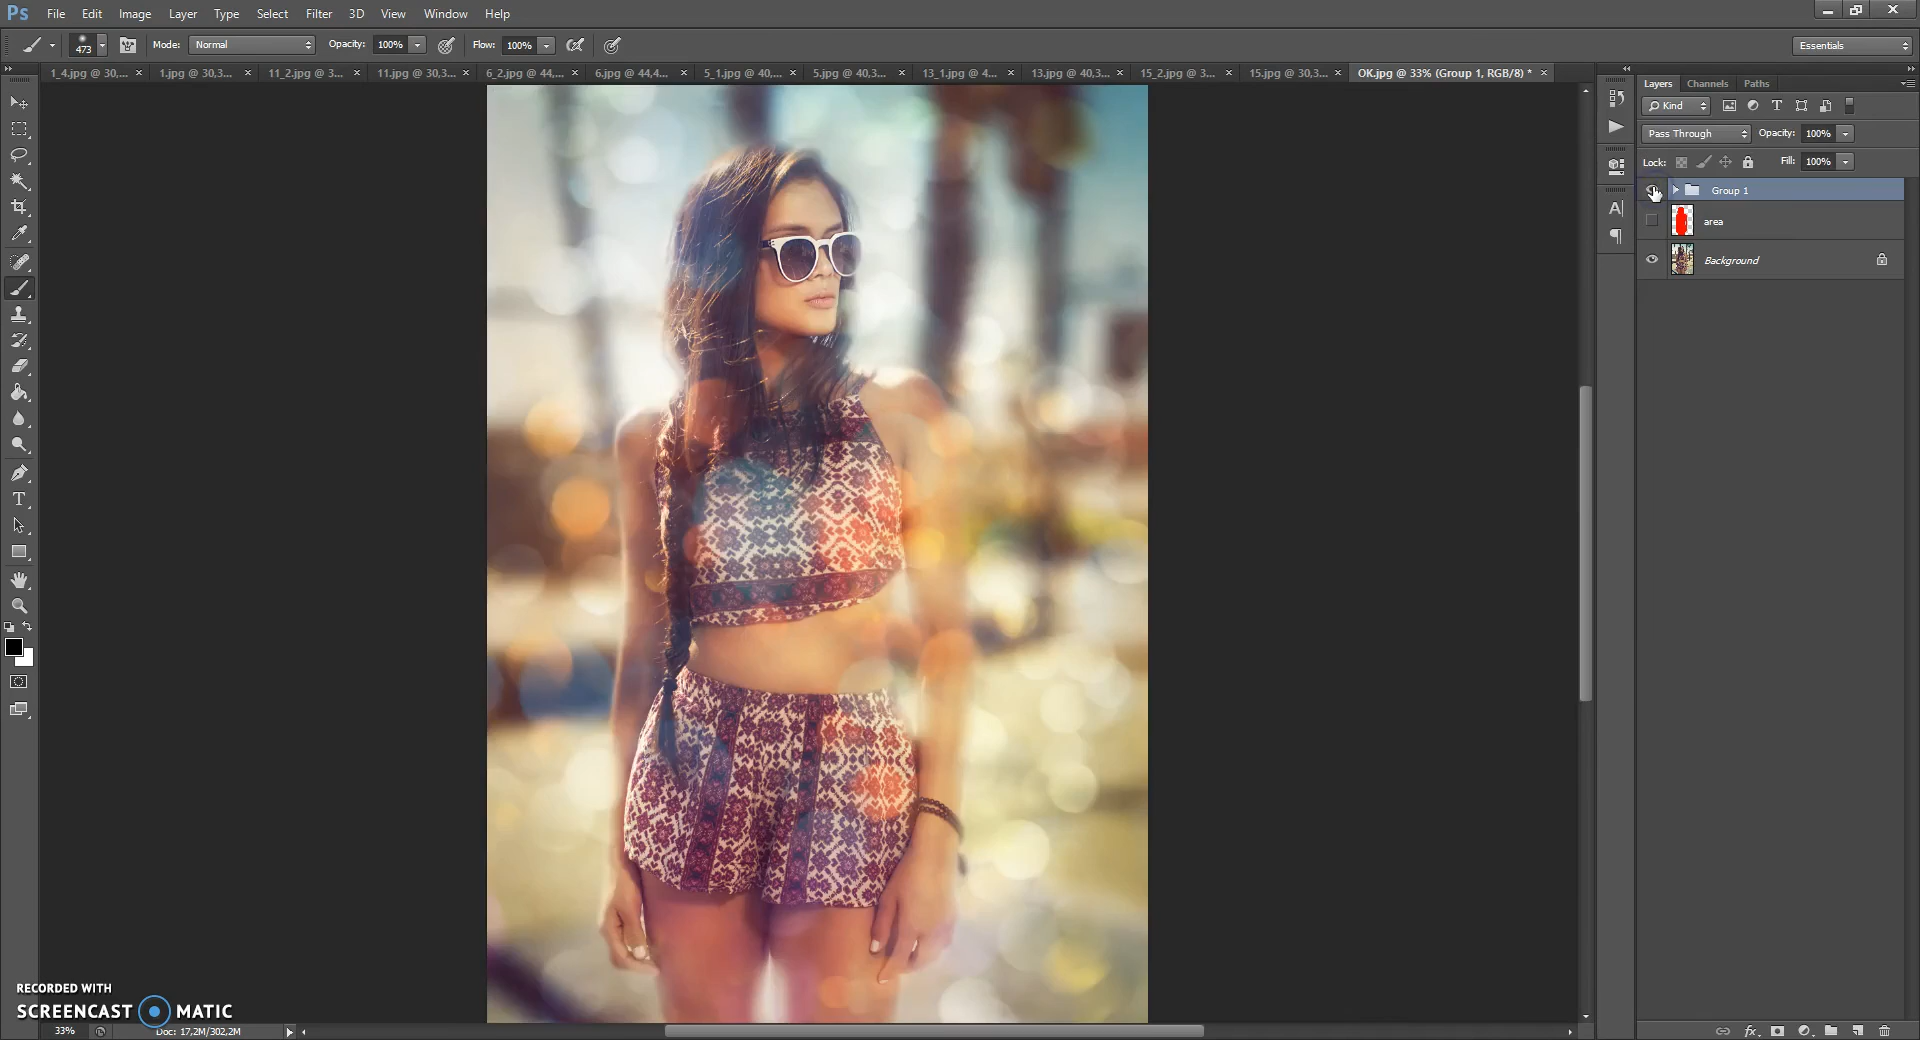 Ps File Edit Image Layer Type Select Filter 3D View Window Help
473 Mode: Normal Opacity: 100% Flow: 100% Essentials
1_4.jpg @ 30,... 1.jpg @ 30,3... 11_2.jpg @ 3... 11.jpg @ 30,3... 6_2.jpg @ 44,... 6.jpg @ 44,4... 5_1.jpg @ 40,... 5.jpg @ 40,3... 13_1.jpg @ 4... 13.jpg @ 40,3... 15_2.jpg @ 3... 15.jpg @ 30,3... OK.jpg @ 33% (Group 1, RGB/8) *
Layers Channels Paths
Kind
Pass Through Opacity: 100%
Lock: Fill: 100%
Group 1
area
Background
RECORDED WITH
SCREENCAST MATIC
33% Doc: 17,2M/302,2M